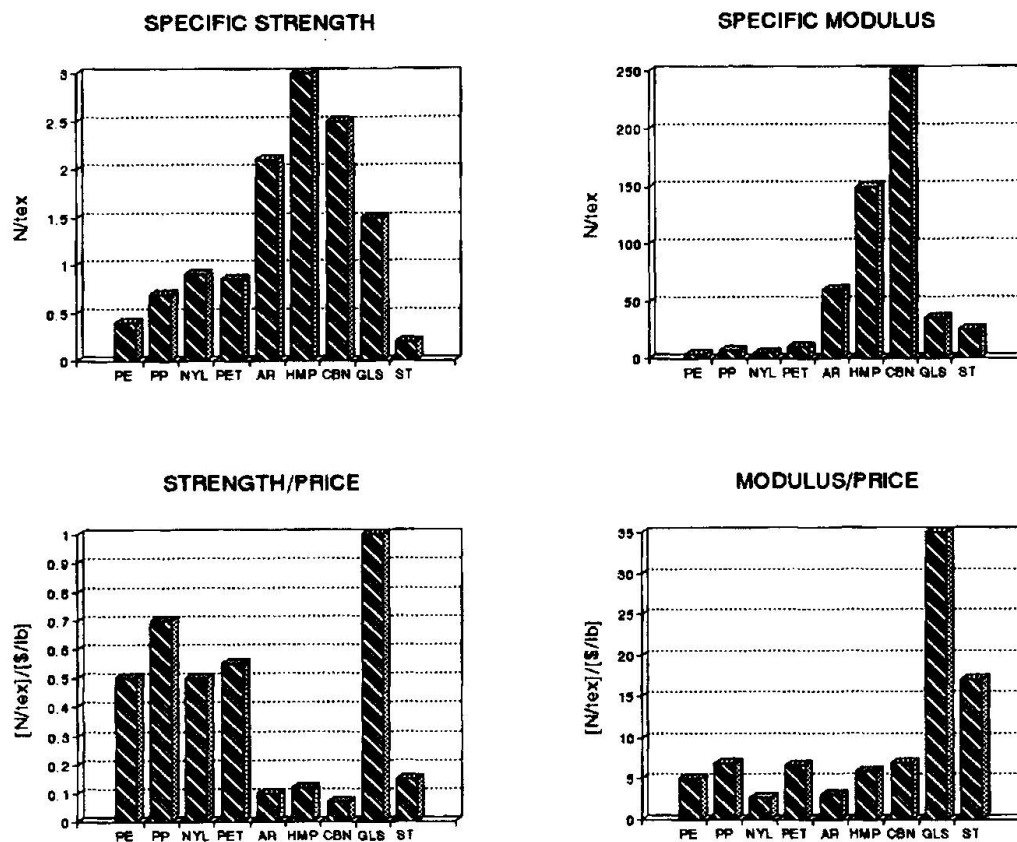 SPECIFIC STRENGTH
N/tex
3
2.5
2
1.5
1
0.5
0
PE PP NYL PET AR HMP CBN GLS ST
SPECIFIC MODULUS
N/tex
250
200
150
100
50
0
PE PP NYL PET AR HMP CBN GLS ST
STRENGTH/PRICE
[N/tex]/[$/lb]
1
0.9
0.8
0.7
0.6
0.5
0.4
0.3
0.2
0.1
0
PE PP NYL PET AR HMP CBN GLS ST
MODULUS/PRICE
[N/tex]/[$/lb]
35
30
25
20
15
10
5
0
PE PP NYL PET AR HMP CBN GLS ST